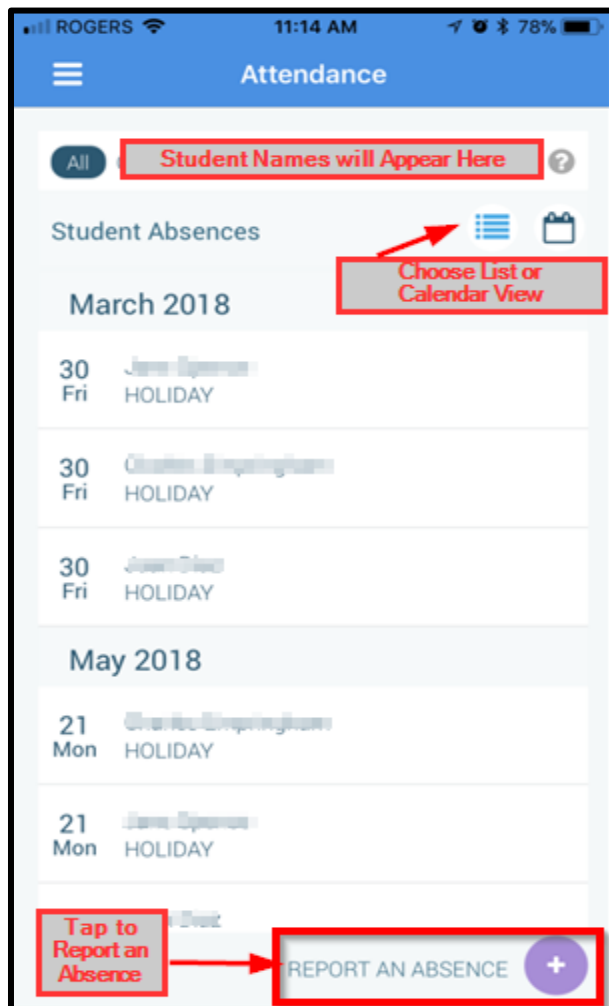 ROGERS 11:14 AM 78%
Attendance
All Student Names will Appear Here ?
Student Absences
Choose List or
Calendar View
March 2018
30
Fri HOLIDAY
30
Fri HOLIDAY
30
Fri HOLIDAY
May 2018
21
Mon HOLIDAY
21
Mon HOLIDAY
Tap to
Report an
Absence
REPORT AN ABSENCE +